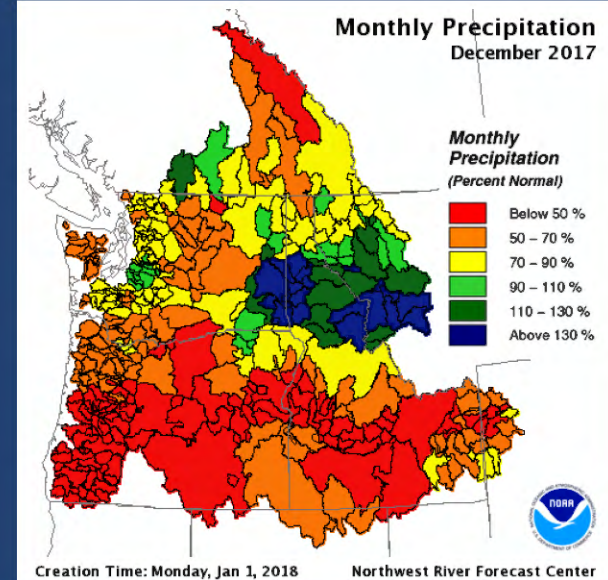 Monthly Precipitation
December 2017
Monthly
Precipitation
(Percent Normal)
Below 50 %
50 – 70 %
70 – 90 %
90 – 110 %
110 – 130 %
Above 130 %
NOAA
Creation Time: Monday, Jan 1, 2018
Northwest River Forecast Center